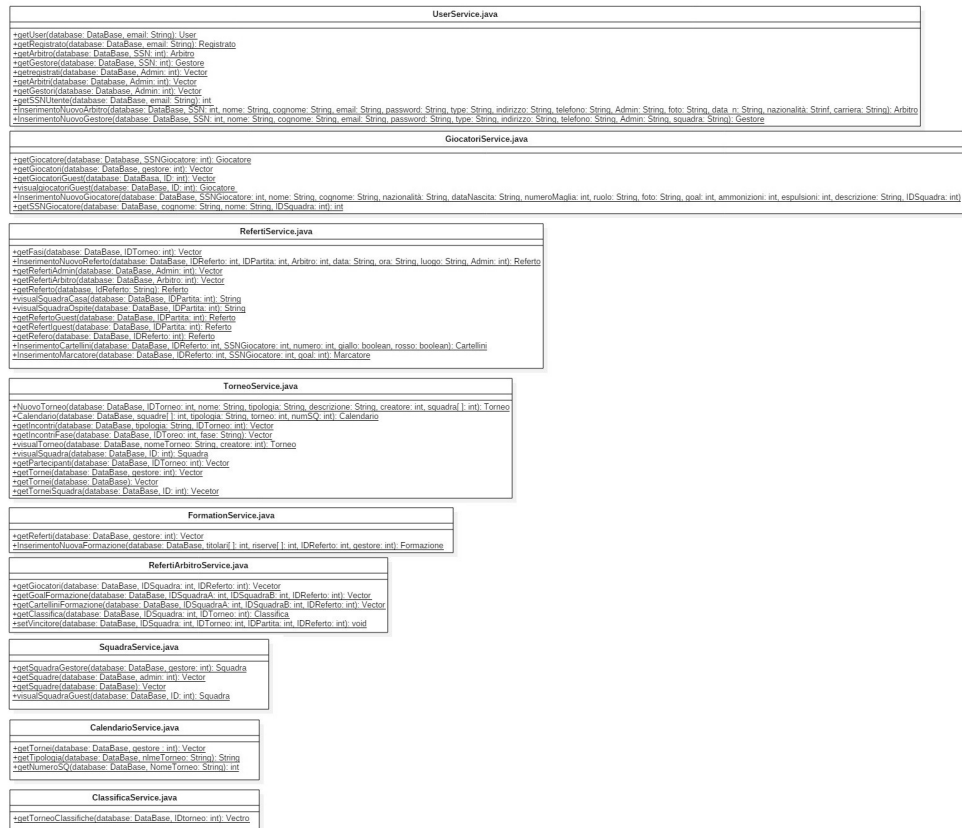 UserService.java
+getUser(database: DataBase, email: String): User
+getRegistrato(database: DataBase, email: String): Registrato
+getArbitro(database: DataBase, SSN: int): Arbitro
+getGestore(database: DataBase, SSN: int): Gestore
+getregistrati(database: DataBase, Admin: int): Vector
+getArbitri(database: Database, Admin: int): Vector
+getGestori(database: DataBase, Admin: int): Vector
+getSSNUtente(database: DataBase, email: String): int
+InserimentoNuovoArbitro(database: DataBase, SSN: int, nome: String, cognome: String, email: String, password: String, type: String, indirizzo: String, telefono: String, Admin: String, foto: String, data_n: String, nazionalità: Strinf, carriera: String): Arbitro
+InserimentoNuovoGestore(database: DataBase, SSN: int, nome: String, cognome: String, email: String, password: String, type: String, indirizzo: String, telefono: String, Admin: String, squadra: String): Gestore
GiocatoriService.java
+getGiocatore(database: Database, SSNGiocatore: int): Giocatore
+getGiocatori(database: DataBase, gestore: int): Vector
+getGiocatoriGuest(database: DataBasa, ID: int): Vector
+visualgiocatoriGuest(database: DataBase, ID: int): Giocatore
+InserimentoNuovoGiocatore(database: DataBase, SSNGiocatore: int, nome: String, cognome: String, nazionalità: String, dataNascita: String, numeroMaglia: int, ruolo: String, foto: String, goal: int, ammonizioni: int, espulsioni: int, descrizione: String, IDSquadra: int)
+getSSNGiocatore(database: DataBase, cognome: String, nome: String, IDSquadra: int): int
RefertiService.java
+getFasi(database: DataBase, IDTorneo: int): Vector
+InserimentoNuovoReferto(database: DataBase, IDReferto: int, IDPartita: int, Arbitro: int, data: String, ora: String, luogo: String, Admin: int): Referto
+getRefertiAdmin(database: DataBase, Admin: int): Vector
+getRefertiArbitro(database: DataBase, Arbitro: int): Vector
+getReferto(database, IdReferto: String): Referto
+visualSquadraCasa(database: DataBase, IDPartita: int): String
+visualSquadraOspite(database: DataBase, IDPartita: int): String
+getRefertoGuest(database: DataBase, IDPartita: int): Referto
+getRefertIguest(database: DataBase, IDPartita: int): Referto
+getRefero(database: DataBase, IDReferto: int): Referto
+InserimentoCartellini(database: DataBase, IDReferto: int, SSNGiocatore: int, numero: int, giallo: boolean, rosso: boolean): Cartellini
+InserimentoMarcatore(database: DataBase, IDReferto: int, SSNGiocatore: int, goal: int): Marcatore
TorneoService.java
+NuovoTorneo(database: DataBase, IDTorneo: int, nome: String, tipologia: String, descrizione: String, creatore: int, squadra[ ]: int): Torneo
+Calendario(database: DataBase, squadre[ ]: int, tipologia: String, torneo: int, numSQ: int): Calendario
+getIncontri(database: DataBase, tipologia: String, IDTorneo: int): Vector
+getIncontriFase(database: DataBase, IDToreo: int, fase: String): Vector
+visualTorneo(database: DataBase, nomeTorneo: String, creatore: int): Torneo
+visualSquadra(database: DataBase, ID: int): Squadra
+getPartecipanti(database: DataBase, IDTorneo: int): Vector
+getTornei(database: DataBase, gestore: int): Vector
+getTornei(database: DataBase): Vector
+getTorneiSquadra(database: DataBase, ID: int): Vecetor
FormationService.java
+getReferti(database: DataBase, gestore: int): Vector
+InserimentoNuovaFormazione(database: DataBase, titolari[ ]: int, riserve[ ]: int, IDReferto: int, gestore: int): Formazione
RefertiArbitroService.java
+getGiocatori(database: DataBase, IDSquadra: int, IDReferto: int): Vecetor
+getGoalFormazione(database: DataBase, IDSquadraA: int, IDSquadraB: int, IDReferto: int): Vector
+getCartelliniFormazione(database: DataBase, IDSquadraA: int, IDSquadraB: int, IDReferto: int): Vector
+getClassifica(database: DataBase, IDSquadra: int, IDTorneo: int): Classifica
+setVincitore(database: DataBase, IDSquadra: int, IDTorneo: int, IDPartita: int, IDReferto: int): void
SquadraService.java
+getSquadraGestore(database: DataBase, gestore: int): Squadra
+getSquadre(database: DataBase, admin: int): Vector
+getSquadre(database: DataBase): Vector
+visualSquadraGuest(database: DataBase, ID: int): Squadra
CalendarioService.java
+getTornei(database: DataBase, gestore : int): Vector
+getTipologia(database: DataBase, nImeTorneo: String): String
+getNumeroSQ(database: DataBase, NomeTorneo: String): int
ClassificaService.java
+getTorneoClassifiche(database: DataBase, IDtorneo: int): Vectro